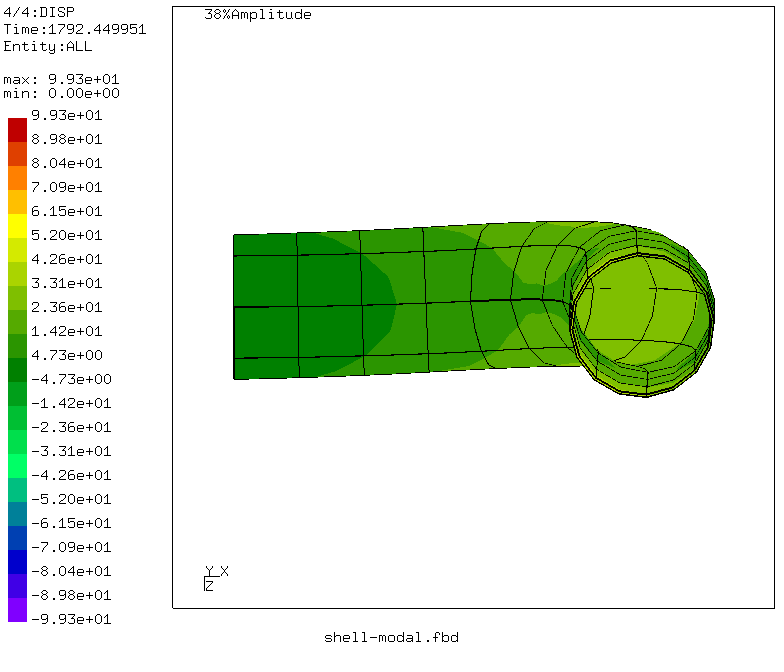 4/4:DISP
Time:1792.449951
Entity:ALL
max: 9.93e+01
min: 0.00e+00
9.93e+01
8.98e+01
8.04e+01
7.09e+01
6.15e+01
5.20e+01
4.26e+01
3.31e+01
2.36e+01
1.42e+01
4.73e+00
-4.73e+00
-1.42e+01
-2.36e+01
-3.31e+01
-4.26e+01
-5.20e+01
-6.15e+01
-7.09e+01
-8.04e+01
-8.98e+01
-9.93e+01
38%Amplitude
Y X
Z
shell-modal.fbd